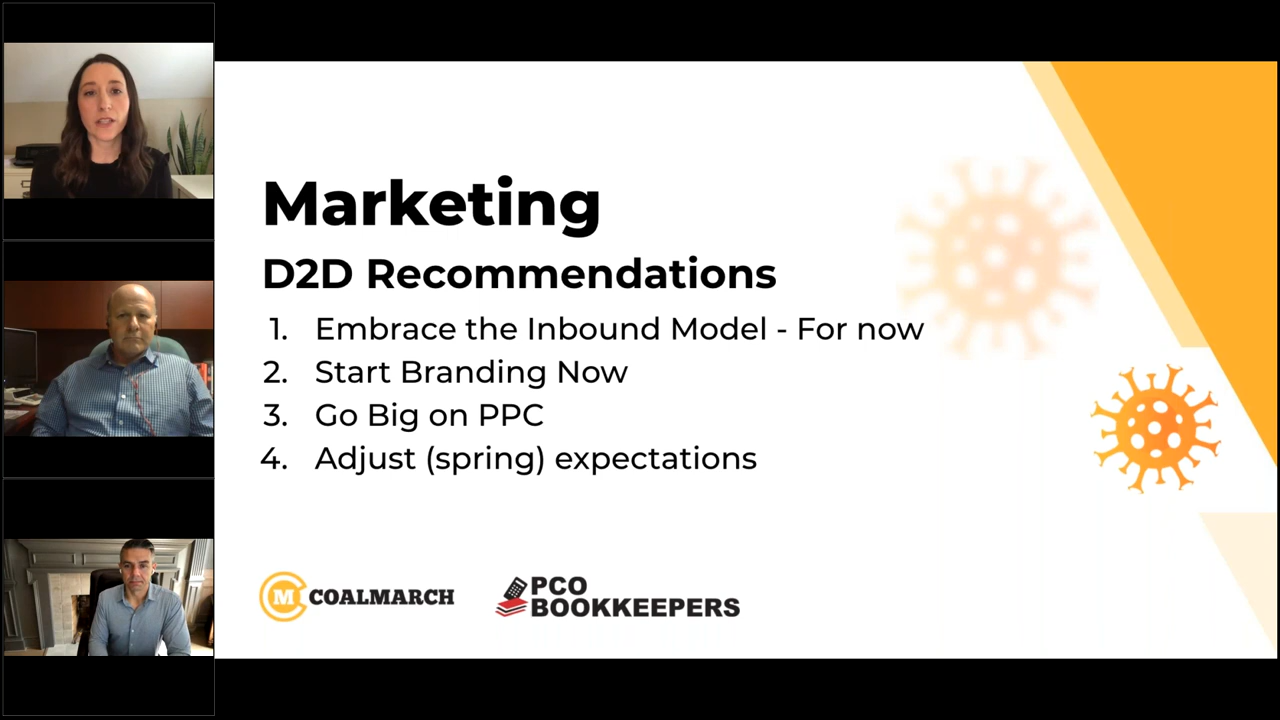 Marketing
D2D Recommendations
1. Embrace the Inbound Model - For now
2. Start Branding Now
3. Go Big on PPC
4. Adjust (spring) expectations
M COALMARCH
PCO
BOOKKEEPERS